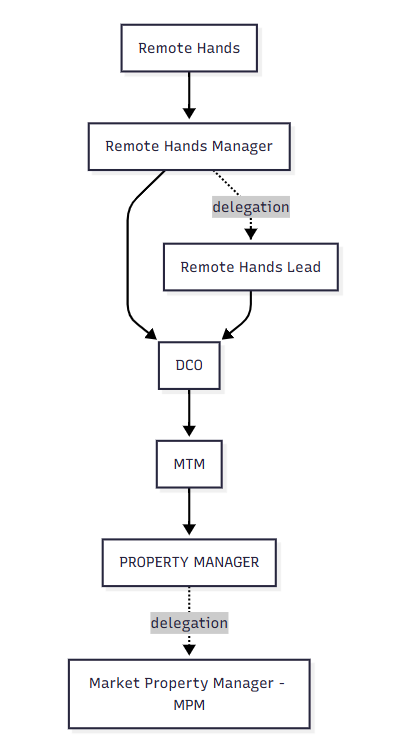 Remote Hands
Remote Hands Manager
delegation
Remote Hands Lead
DCO
MTM
PROPERTY MANAGER
delegation
Market Property Manager -
MPM